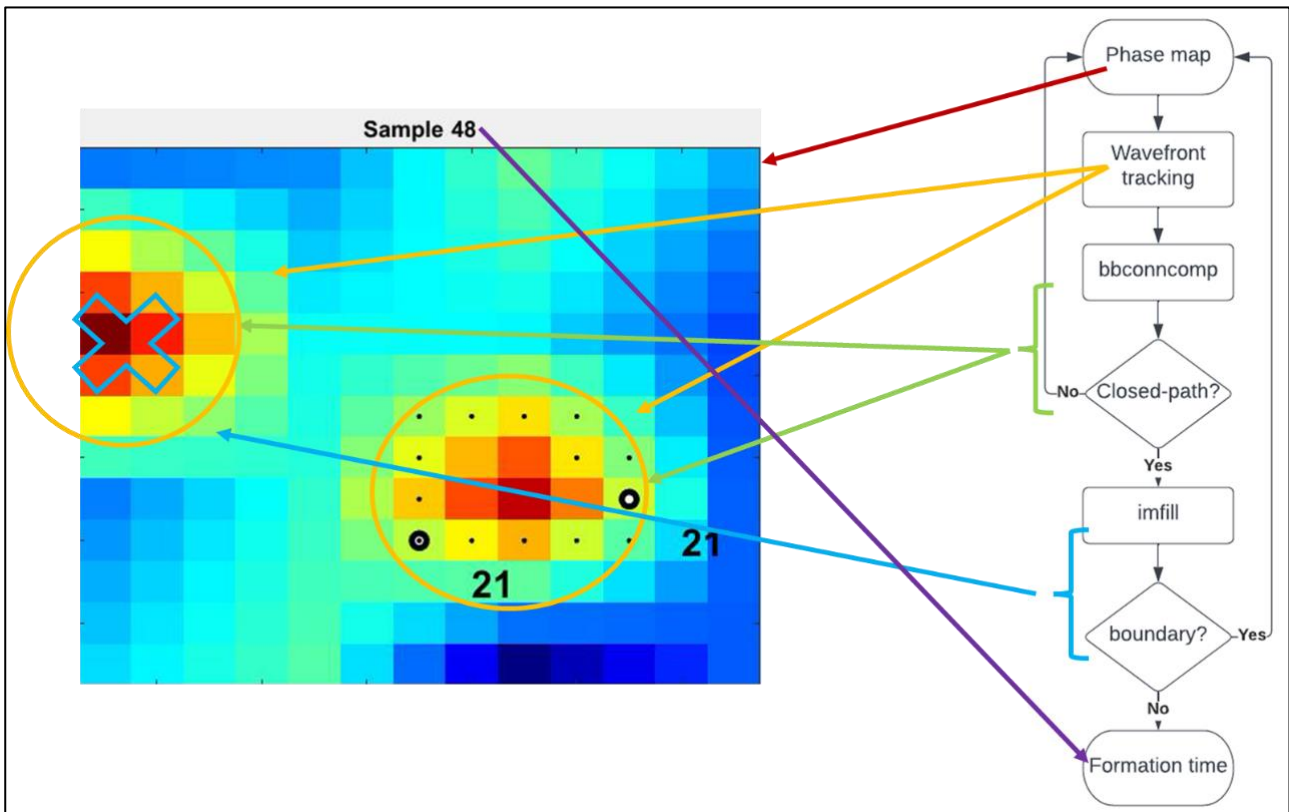 Sample 48
21
21
Phase map
Wavefront
tracking
bbconncomp
Closed-path?
No
Yes
imfill
boundary?
Yes
No
Formation time